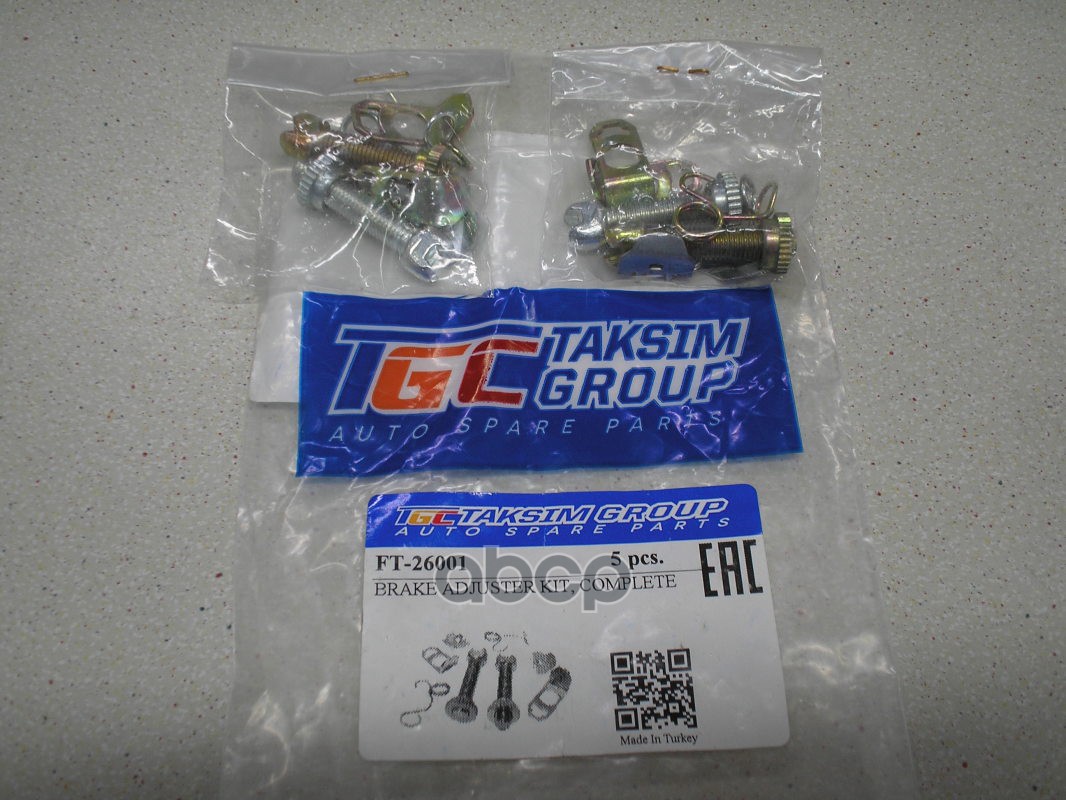 TGC TAKSIM
GROUP
AUTO SPARE PARTS
TGC TAKSIM GROUP
AUTO SPARE PARTS
FT-26001 5 pcs.
EAC
BRAKE ADJUSTER KIT, COMPLETE
abcp
Made In Turkey